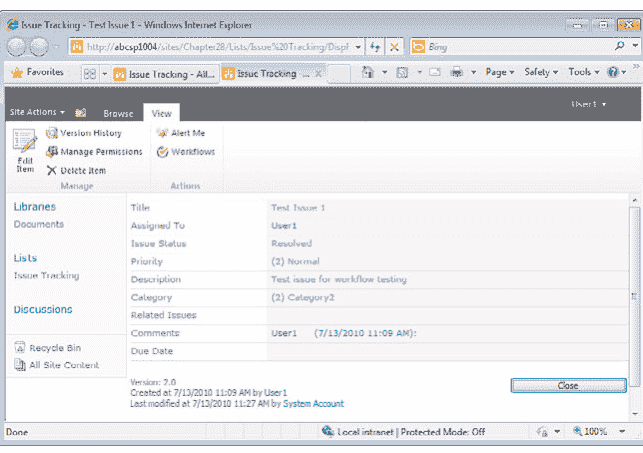 Issue Tracking - Test Issue 1 - Windows Internet Explorer
http://abcsp1004/sites/Chapter28/Lists/Issue%20Tracking/Displ
Bing
Favorites
Issue Tracking - All...
Issue Tracking - ...
Page
Safety
Tools
Site Actions
Browse
View
User1
Edit Item
Version History
Manage Permissions
Delete Item
Manage
Alert Me
Workflows
Actions
Libraries
Documents
Lists
Issue Tracking
Discussions
Recycle Bin
All Site Content
Title Test Issue 1
Assigned To User1
Issue Status Resolved
Priority (2) Normal
Description Test issue for workflow testing
Category (2) Category2
Related Issues
Comments User1 (7/13/2010 11:09 AM):
Due Date
Version: 7.0
Created at 7/13/2010 11:09 AM by User1
Last modified at 7/13/2010 11:27 AM by System Account
Close
Done
Local intranet | Protected Mode: Off
100%